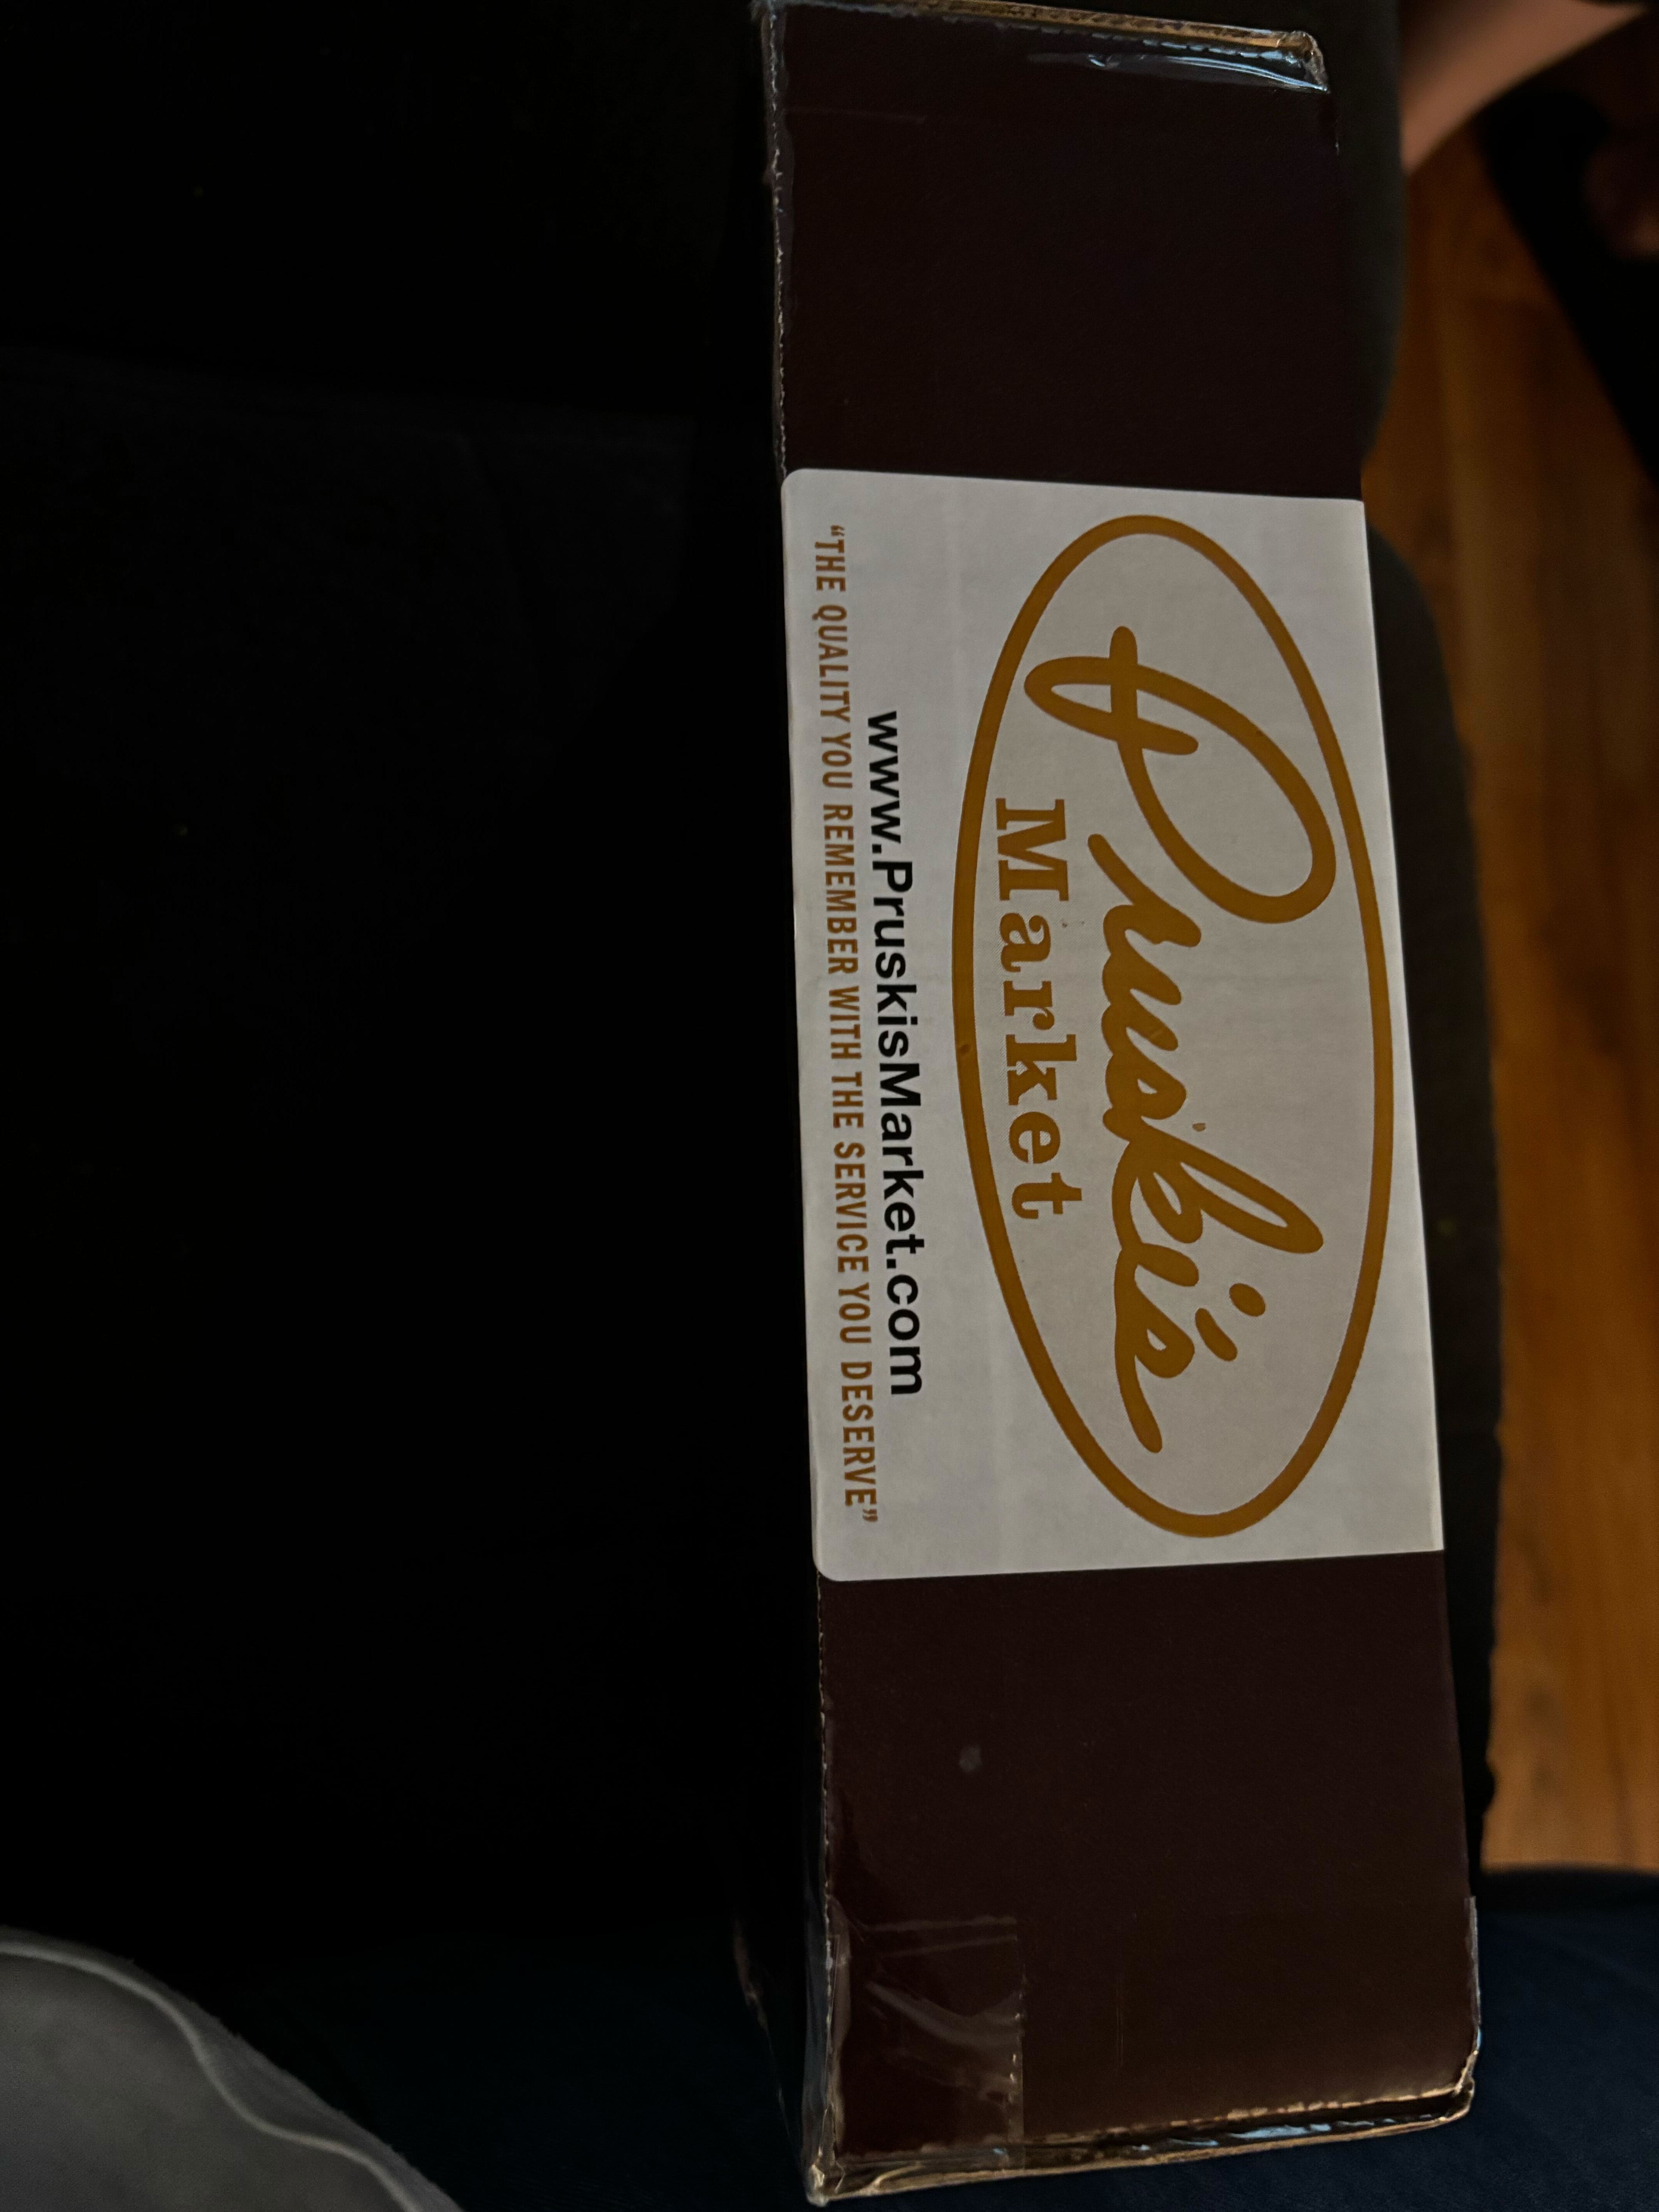 Pruski's
Market
www.PruskisMarket.com
“THE QUALITY YOU REMEMBER WITH THE SERVICE YOU DESERVE”